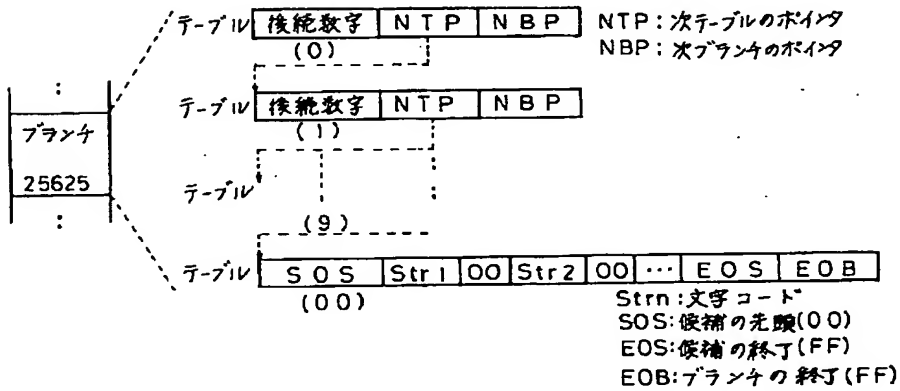 テーブル 後続数字 NTP NBP NTP:次テーブルのポインタ
(0) NBP:次ブランチのポインタ
テーブル 後続数字 NTP NBP
(1)
ブランチ
25625
テーブル
(9)
テーブル SOS Str1 00 Str2 00 … EOS EOB
(00) Strn:文字コード
SOS:候補の先頭(00)
EOS:候補の終了(FF)
EOB:ブランチの終了(FF)